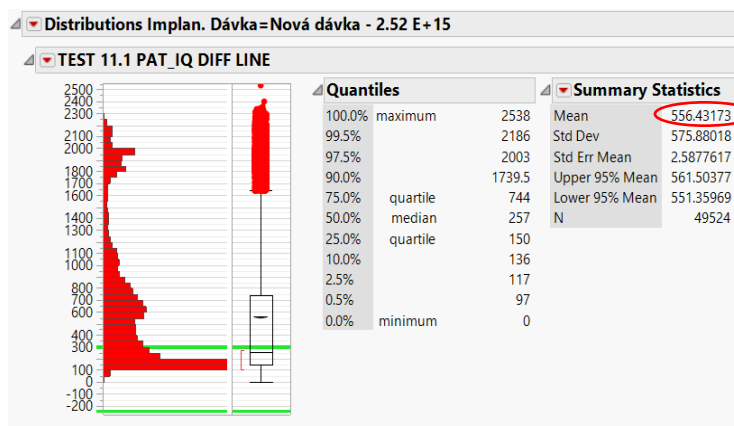 Distributions Implan. Dávka=Nová dávka - 2.52 E+15
TEST 11.1 PAT_IQ DIFF LINE
2500
2400
2300
2100
2000
1800
1700
1600
1400
1300
1100
1000
800
700
600
400
300
100
0
-100
-200
Quantiles
100.0% maximum 2538
99.5% 2186
97.5% 2003
90.0% 1739.5
75.0% quartile 744
50.0% median 257
25.0% quartile 150
10.0% 136
2.5% 117
0.5% 97
0.0% minimum 0
Summary Statistics
Mean 556.43173
Std Dev 575.88018
Std Err Mean 2.5877617
Upper 95% Mean 561.50377
Lower 95% Mean 551.35969
N 49524